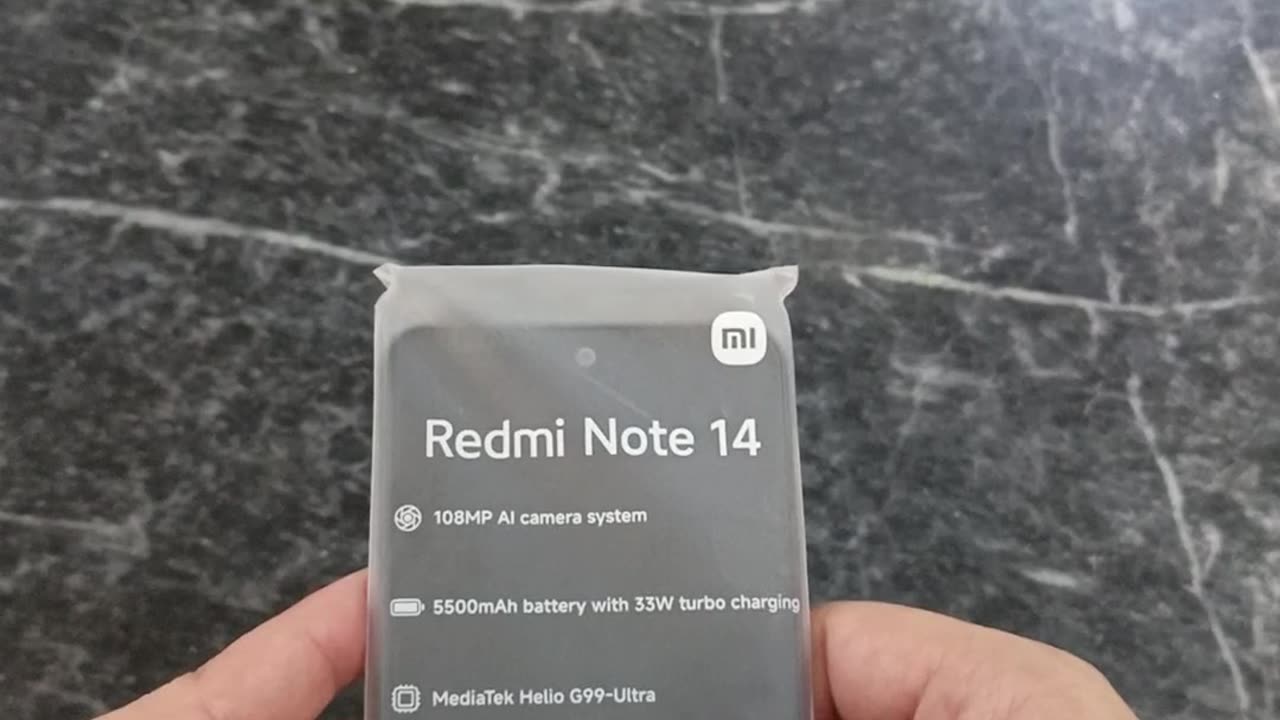 mi
Redmi Note 14
108MP AI camera system
5500mAh battery with 33W turbo charging
MediaTek Helio G99-Ultra